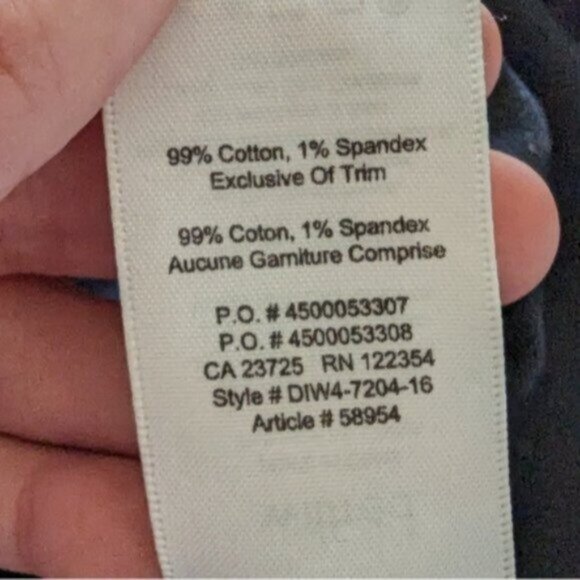 99% Cotton, 1% Spandex
Exclusive Of Trim
99% Coton, 1% Spandex
Aucune Garniture Comprise
P.O. # 4500053307
P.O. # 4500053308
CA 23725 RN 122354
Style # DIW4-7204-16
Article # 58954